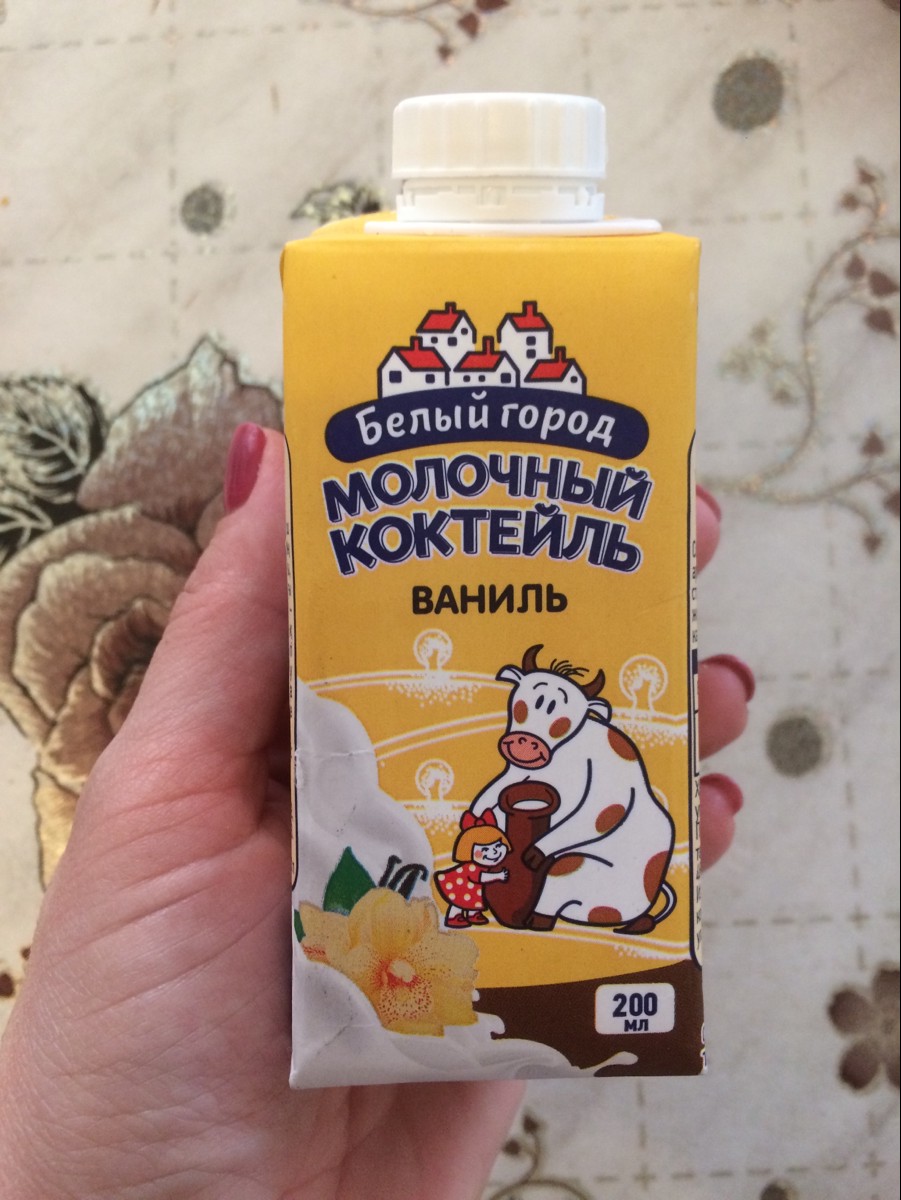 Белый город
МОЛОЧНЫЙ
КОКТЕЙЛЬ
ВАНИЛЬ
200
МЛ